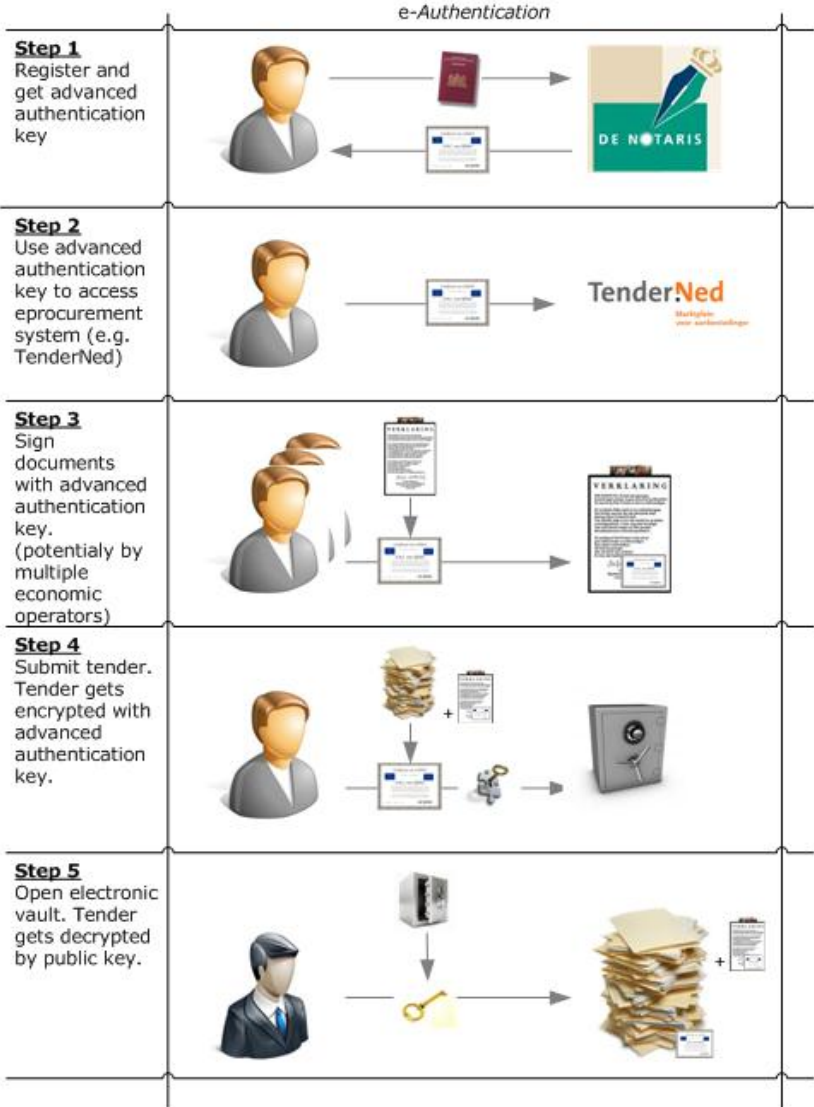 e-Authentication
Step 1
Register and
get advanced
authentication
key
DE NOTARIS
Step 2
Use advanced
authentication
key to access
eprocurement
system (e.g.
TenderNed)
TenderNed
Marktplein
voor aanbestedingen
Step 3
Sign
documents
with advanced
authentication
key.
(potentialy by
multiple
economic
operators)
VERKLARING
VERKLARING
Step 4
Submit tender.
Tender gets
encrypted with
advanced
authentication
key.
+
Step 5
Open electronic
vault. Tender
gets decrypted
by public key.
+